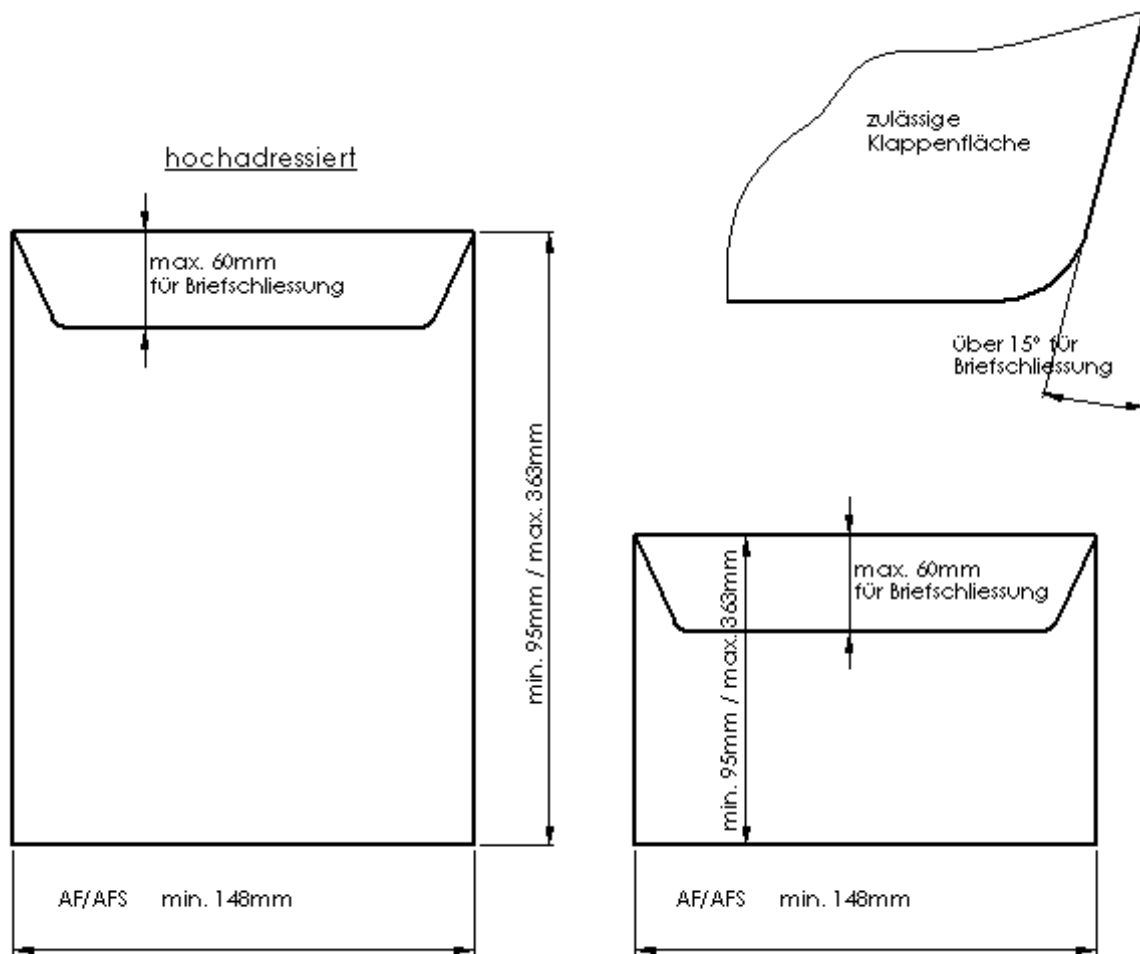 zulässige
Klappenfläche
hochadressiert
max. 60mm
für Briefschliessung
über 15° für
Briefschliessung
min. 95mm / max. 363mm
max. 60mm
für Briefschliessung
min. 95mm / max. 363mm
AF/AFS min. 148mm
AF/AFS min. 148mm